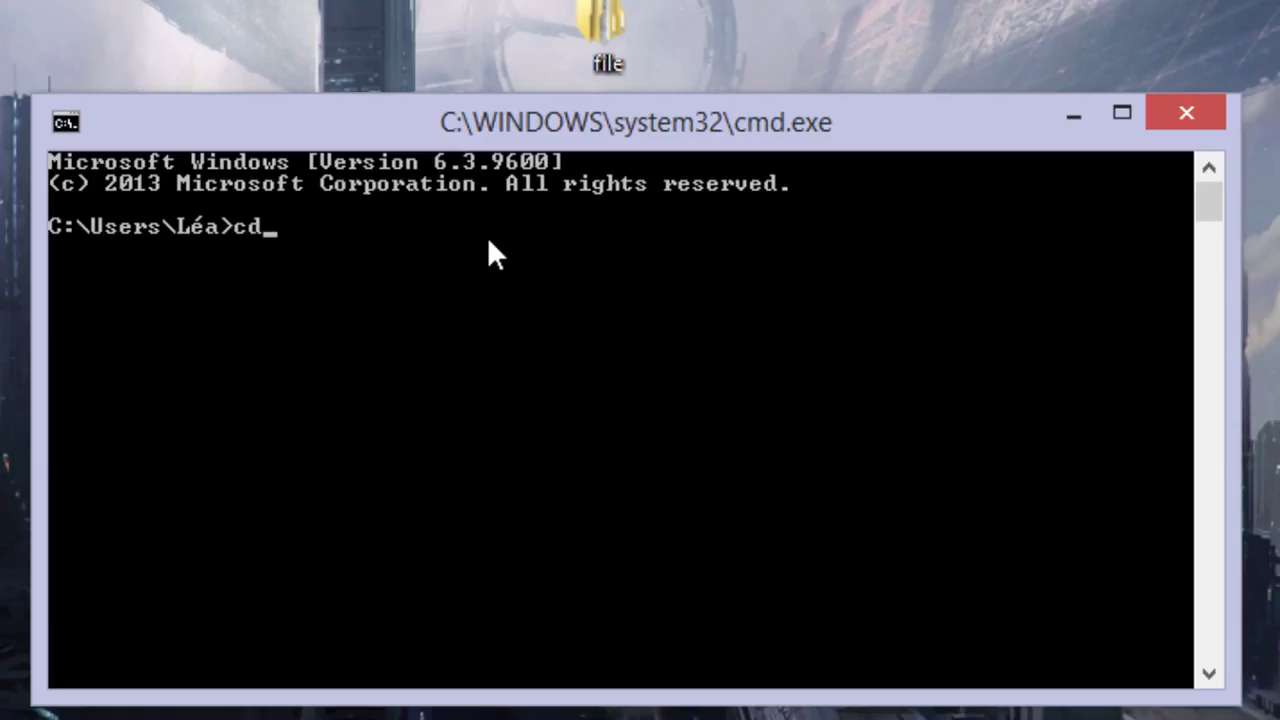 file
C:\WINDOWS\system32\cmd.exe
Microsoft Windows [Version 6.3.9600]
(c) 2013 Microsoft Corporation. All rights reserved.
C:\Users\Léa>cd_